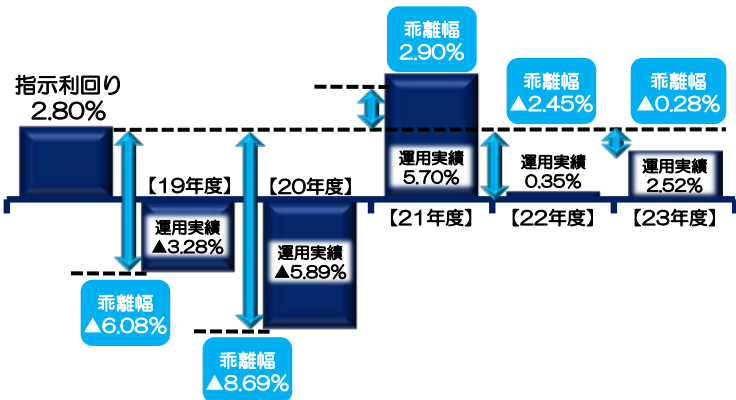 指示利回り
2.80%
【19年度】
運用実績
▲3.28%
乖離幅
▲6.08%
【20年度】
運用実績
▲5.89%
乖離幅
▲8.69%
乖離幅
2.90%
運用実績
5.70%
【21年度】
乖離幅
▲2.45%
運用実績
0.35%
【22年度】
乖離幅
▲0.28%
運用実績
2.52%
【23年度】